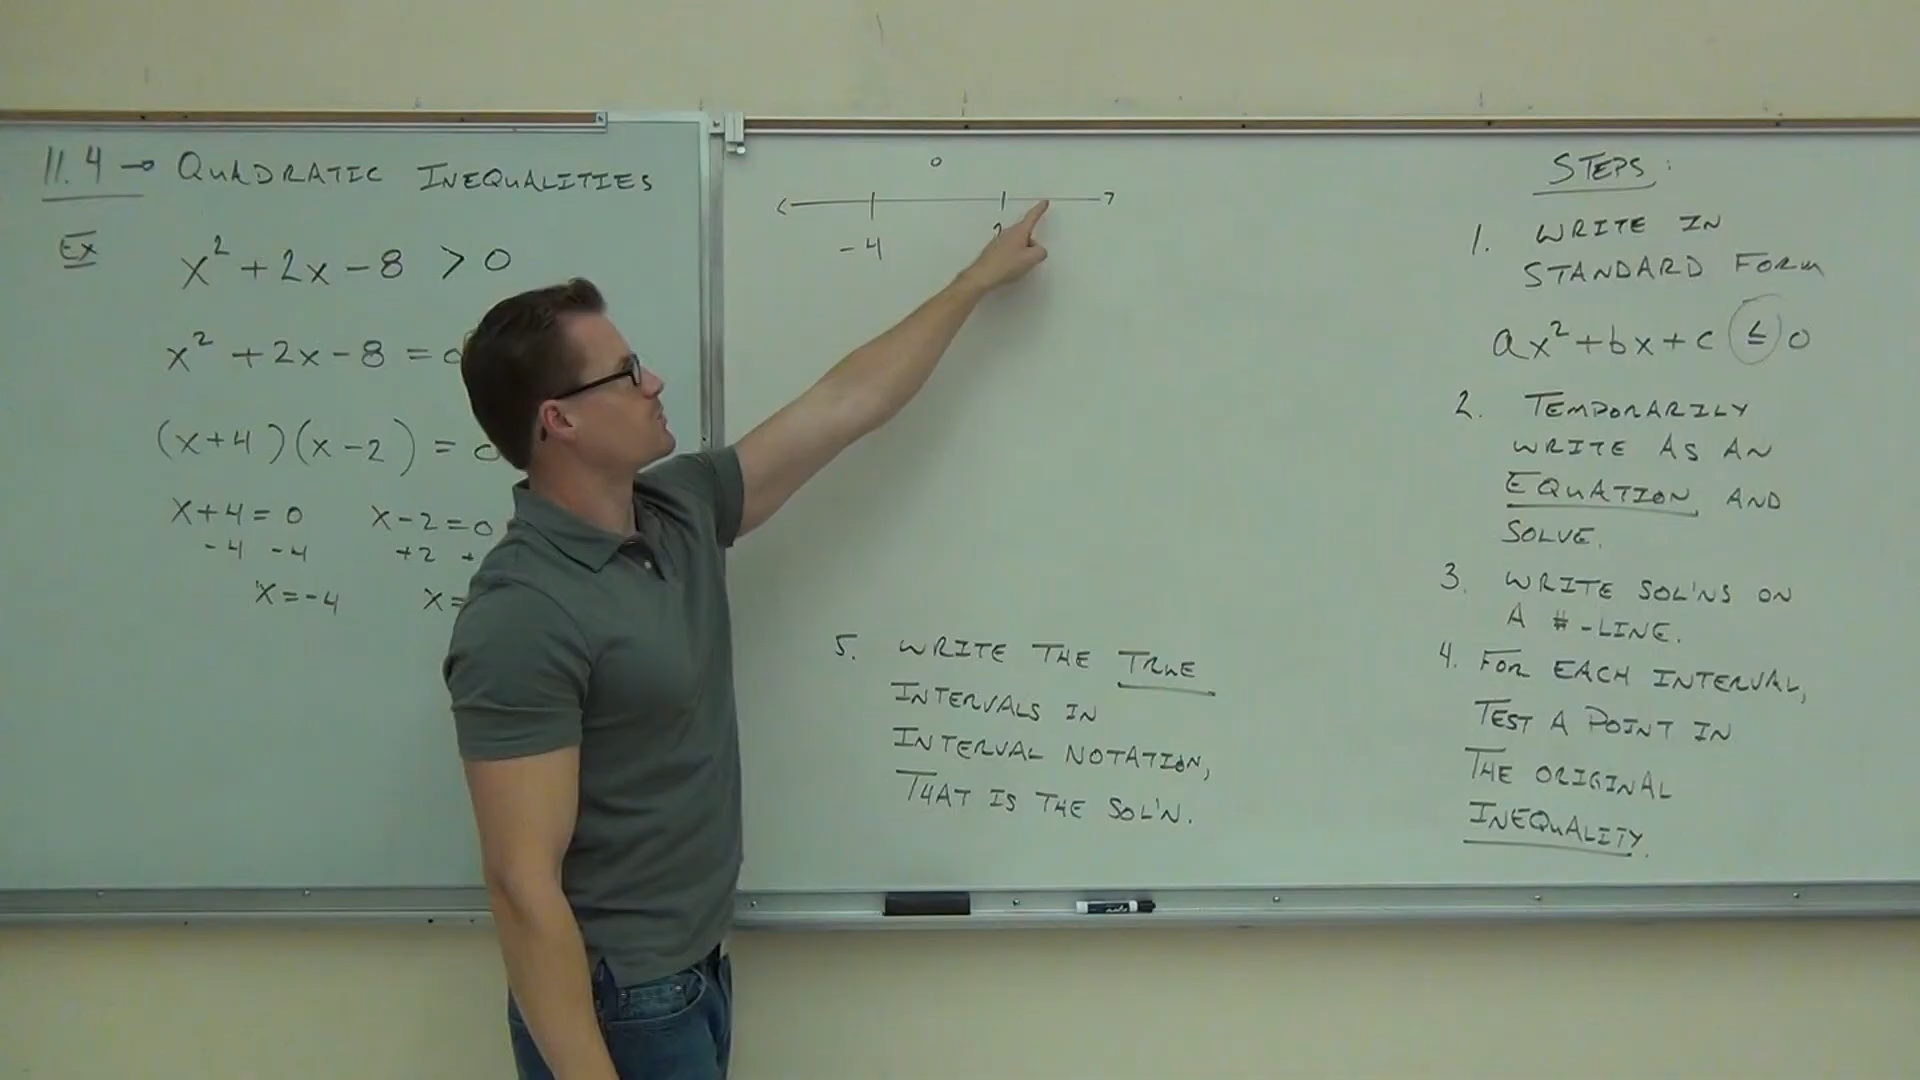 11.4 → QUADRATIC INEQUALITIES
Ex
x² + 2x - 8 > 0
x² + 2x - 8 = 0
(x+4)(x-2) = 0
x+4=0 x-2=0
-4 -4 +2 +
x=-4 x=
0
-4 2
5. WRITE THE TRUE
INTERVALS IN
INTERVAL NOTATION,
THAT IS THE SOL'N.
STEPS:
1. WRITE IN
STANDARD FORM
ax² + bx + c ≤ 0
2. TEMPORARILY
WRITE AS AN
EQUATION AND
SOLVE.
3. WRITE SOL'NS ON
A #-LINE.
4. FOR EACH INTERVAL,
TEST A POINT IN
THE ORIGINAL
INEQUALITY.